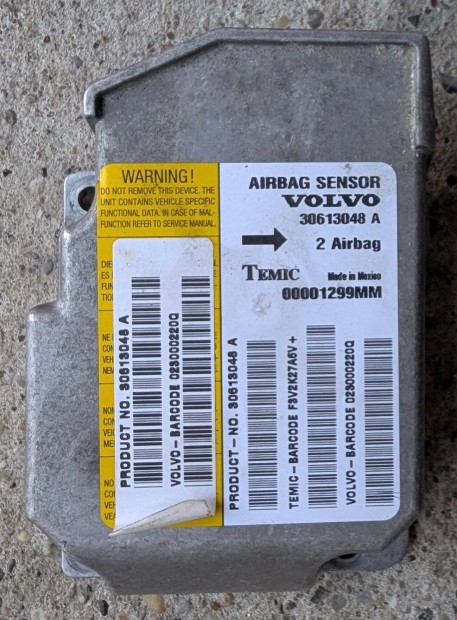 WARNING!
DO NOT REMOVE THIS DEVICE. THE
UNIT CONTAINS VEHICLE SPECIFIC
FUNCTIONAL DATA. IN CASE OF MAL-
FUNCTION REFER TO SERVICE MANUAL.
AIRBAG SENSOR
VOLVO
30613048 A
2 Airbag
TEMIC
Made in Mexico
00001299MM
PRODUCT NO. 30613048 A
VOLVO-BARCODE 023000220Q
PRODUCT-NO. 30613048 A
TEMIC-BARCODE F3V2K27A6V+
VOLVO-BARCODE 023000220Q